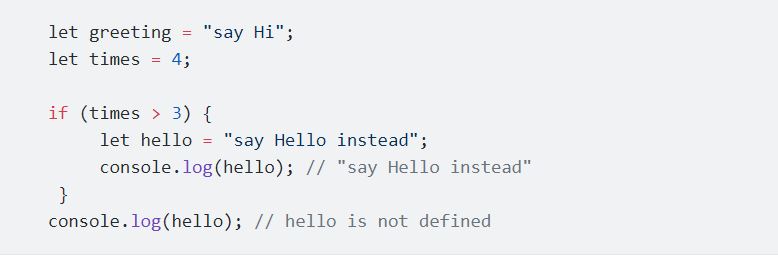 let greeting = "say Hi";
let times = 4;
if (times > 3) {
let hello = "say Hello instead";
console.log(hello); // "say Hello instead"
}
console.log(hello); // hello is not defined